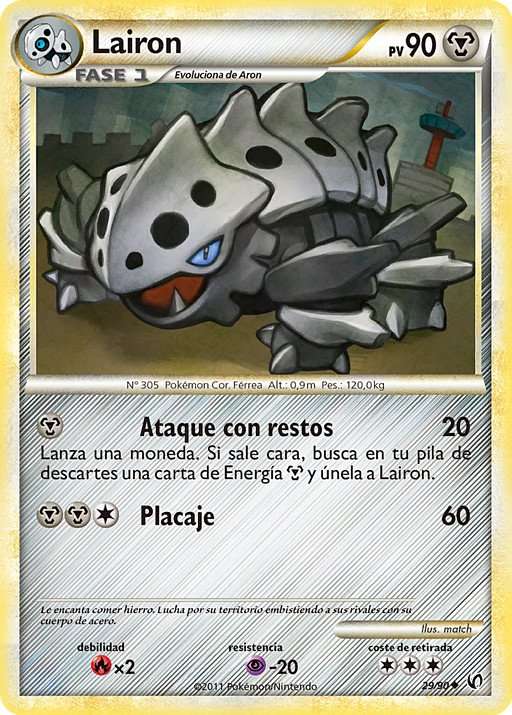 Lairon
PV 90
FASE 1
Evoluciona de Aron
Nº 305 Pokémon Cor. Férrea Alt.: 0,9m Pes.: 120,0kg
Ataque con restos 20
Lanza una moneda. Si sale cara, busca en tu pila de
descartes una carta de Energía y únela a Lairon.
Placaje 60
Le encanta comer hierro. Lucha por su territorio embistiendo a sus rivales con su
cuerpo de acero.
Ilus. match
debilidad resistencia coste de retirada
×2 -20
©2011 Pokémon/Nintendo 29/90